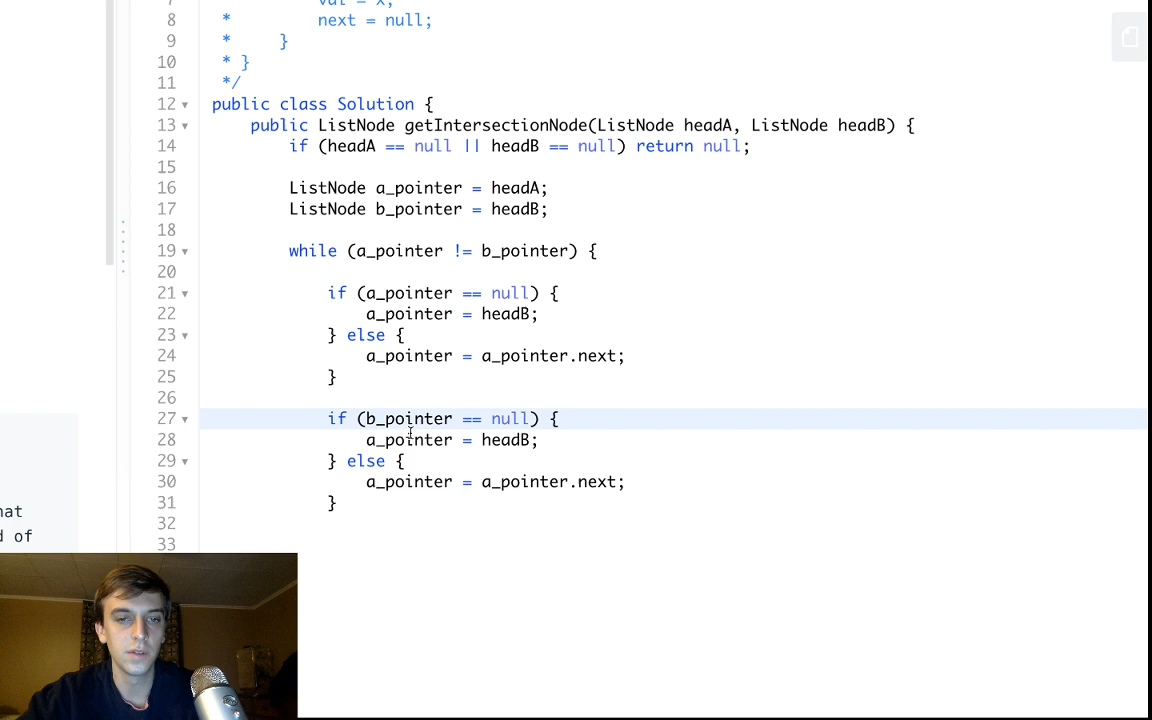 7 val = x;
8 * next = null;
9 * }
10 * }
11 */
12 public class Solution {
13 public ListNode getIntersectionNode(ListNode headA, ListNode headB) {
14 if (headA == null || headB == null) return null;
15
16 ListNode a_pointer = headA;
17 ListNode b_pointer = headB;
18
19 while (a_pointer != b_pointer) {
20
21 if (a_pointer == null) {
22 a_pointer = headB;
23 } else {
24 a_pointer = a_pointer.next;
25 }
26
27 if (b_pointer == null) {
28 a_pointer = headB;
29 } else {
30 a_pointer = a_pointer.next;
31 }
32
33
hat
d of